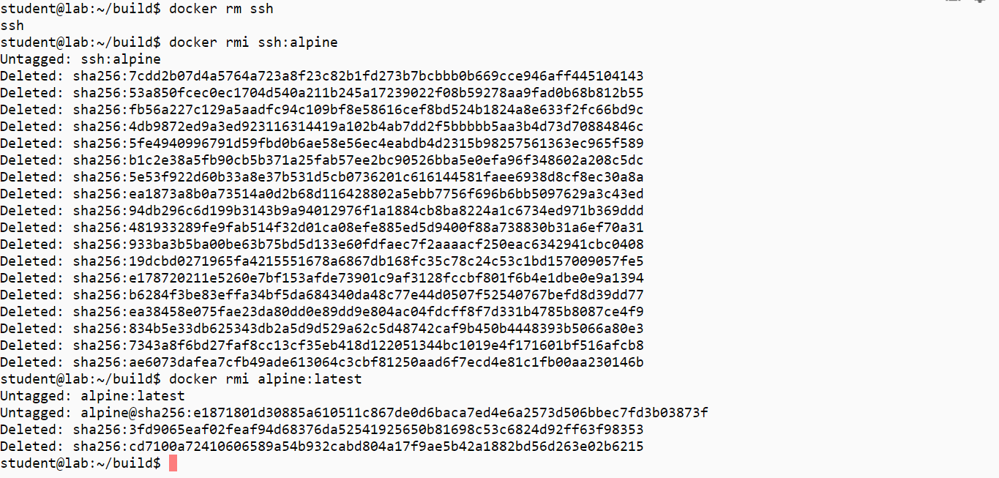 student@lab:~/build$ docker rm ssh
ssh
student@lab:~/build$ docker rmi ssh:alpine
Untagged: ssh:alpine
Deleted: sha256:7cdd2b07d4a5764a723a8f23c82b1fd273b7bcbbb0b669cce946aff445104143
Deleted: sha256:53a850fcec0ec1704d540a211b245a17239022f08b59278aa9fad0b68b812b55
Deleted: sha256:fb56a227c129a5aadfc94c109bf8e58616cef8bd524b1824a8e633f2fc66bd9c
Deleted: sha256:4db9872ed9a3ed923116314419a102b4ab7dd2f5bbbbb5aa3b4d73d70884846c
Deleted: sha256:5fe4940996791d59fbd0b6ae58e56ec4eabdb4d2315b98257561363ec965f589
Deleted: sha256:b1c2e38a5fb90cb5b371a25fab57ee2bc90526bba5e0efa96f348602a208c5dc
Deleted: sha256:5e53f922d60b33a8e37b531d5cb0736201c616144581faee6938d8cf8ec30a8a
Deleted: sha256:ea1873a8b0a73514a0d2b68d116428802a5ebb7756f696b6bb5097629a3c43ed
Deleted: sha256:94db296c6d199b3143b9a94012976f1a1884cb8ba8224a1c6734ed971b369ddd
Deleted: sha256:481933289fe9fab514f32d01ca08efe885ed5d9400f88a738830b31a6ef70a31
Deleted: sha256:933ba3b5ba00be63b75bd5d133e60fdfaec7f2aaaacf250eac6342941cbc0408
Deleted: sha256:19dcbd0271965fa4215551678a6867db168fc35c78c24c53c1bd157009057fe5
Deleted: sha256:e178720211e5260e7bf153afde73901c9af3128fccbf801f6b4e1dbe0e9a1394
Deleted: sha256:b6284f3be83effa34bf5da684340da48c77e44d0507f52540767befd8d39dd77
Deleted: sha256:ea38458e075fae23da80dd0e89dd9e804ac04fdcff8f7d331b4785b8087ce4f9
Deleted: sha256:834b5e33db625343db2a5d9d529a62c5d48742caf9b450b4448393b5066a80e3
Deleted: sha256:7343a8f6bd27faf8cc13cf35eb418d122051344bc1019e4f171601bf516afcb8
Deleted: sha256:ae6073dafea7cfb49ade613064c3cbf81250aad6f7ecd4e81c1fb00aa230146b
student@lab:~/build$ docker rmi alpine:latest
Untagged: alpine:latest
Untagged: alpine@sha256:e1871801d30885a610511c867de0d6baca7ed4e6a2573d506bbec7fd3b03873f
Deleted: sha256:3fd9065eaf02feaf94d68376da52541925650b81698c53c6824d92ff63f98353
Deleted: sha256:cd7100a72410606589a54b932cabd804a17f9ae5b42a1882bd56d263e02b6215
student@lab:~/build$